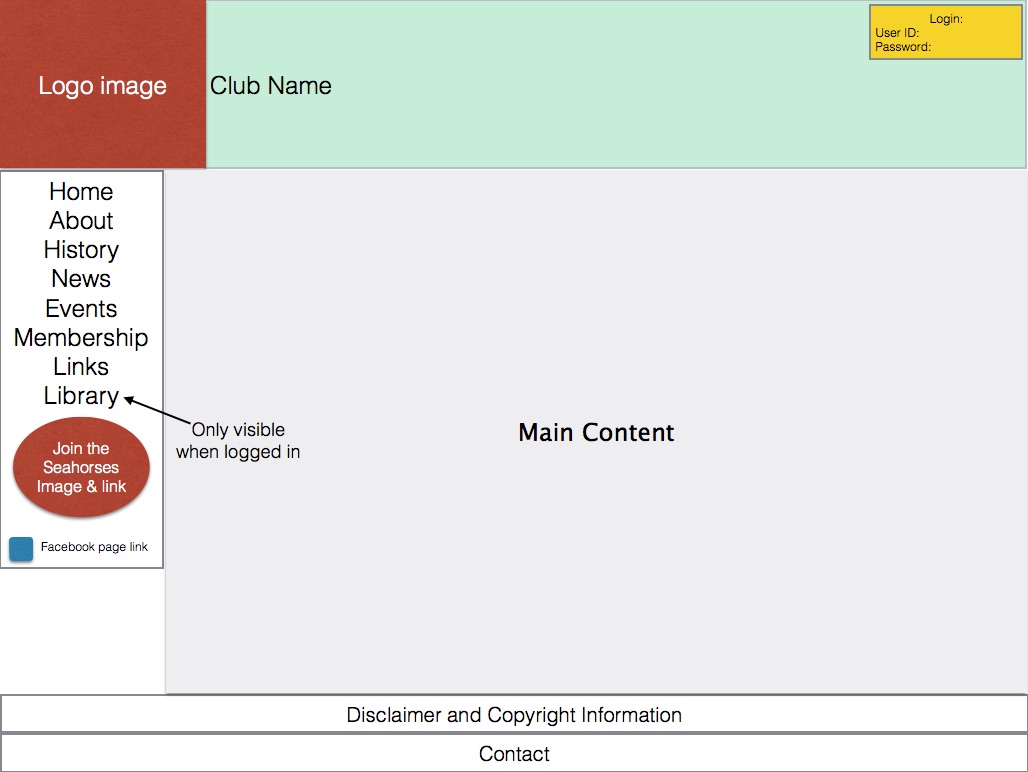 Logo image
Club Name
Login:
User ID:
Password:
Home
About
History
News
Events
Membership
Links
Library
Only visible
when logged in
Join the
Seahorses
Image & link
Facebook page link
Main Content
Disclaimer and Copyright Information
Contact